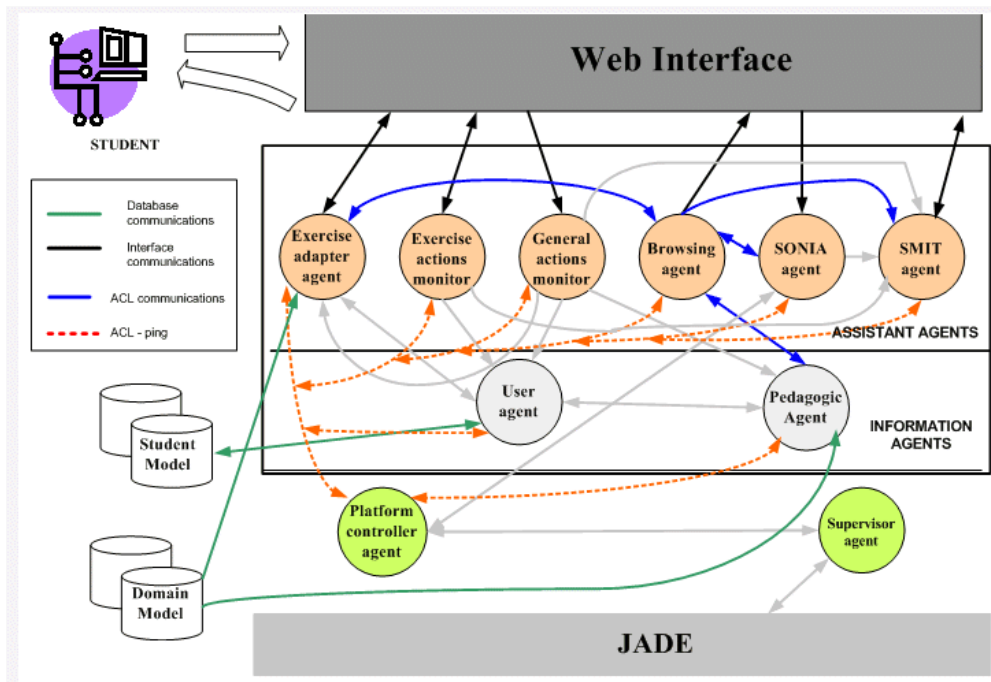 Web Interface
STUDENT
Database
communications
Interface
communications
ACL communications
ACL - ping
Exercise
adapter
agent
Exercise
actions
monitor
General
actions
monitor
Browsing
agent
SONIA
agent
SMIT
agent
ASSISTANT AGENTS
User
agent
Pedagogic
Agent
INFORMATION
AGENTS
Student
Model
Platform
controller
agent
Supervisor
agent
Domain
Model
JADE